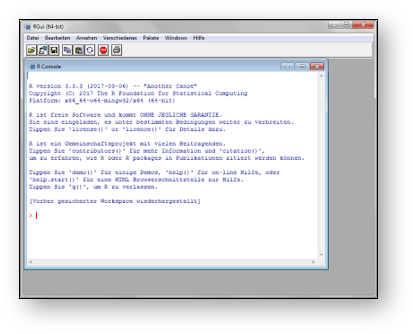 RGui (64-bit)
Datei Bearbeiten Ansehen Verschiedenes Pakete Windows Hilfe
R Console
R version 3.3.3 (2017-03-06) -- "Another Canoe"
Copyright (C) 2017 The R Foundation for Statistical Computing
Platform: x86_64-w64-mingw32/x64 (64-bit)
R ist freie Software und kommt OHNE JEGLICHE GARANTIE.
Sie sind eingeladen, es unter bestimmten Bedingungen weiter zu verbreiten.
Tippen Sie 'license()' or 'licence()' für Details dazu.
R ist ein Gemeinschaftsprojekt mit vielen Beitragenden.
Tippen Sie 'contributors()' für mehr Information und 'citation()',
um zu erfahren, wie R oder R packages in Publikationen zitiert werden können.
Tippen Sie 'demo()' für einige Demos, 'help()' für on-line Hilfe, oder
'help.start()' für eine HTML Browserschnittstelle zur Hilfe.
Tippen Sie 'q()', um R zu verlassen.
[Vorher gesicherter Workspace wiederhergestellt]
>